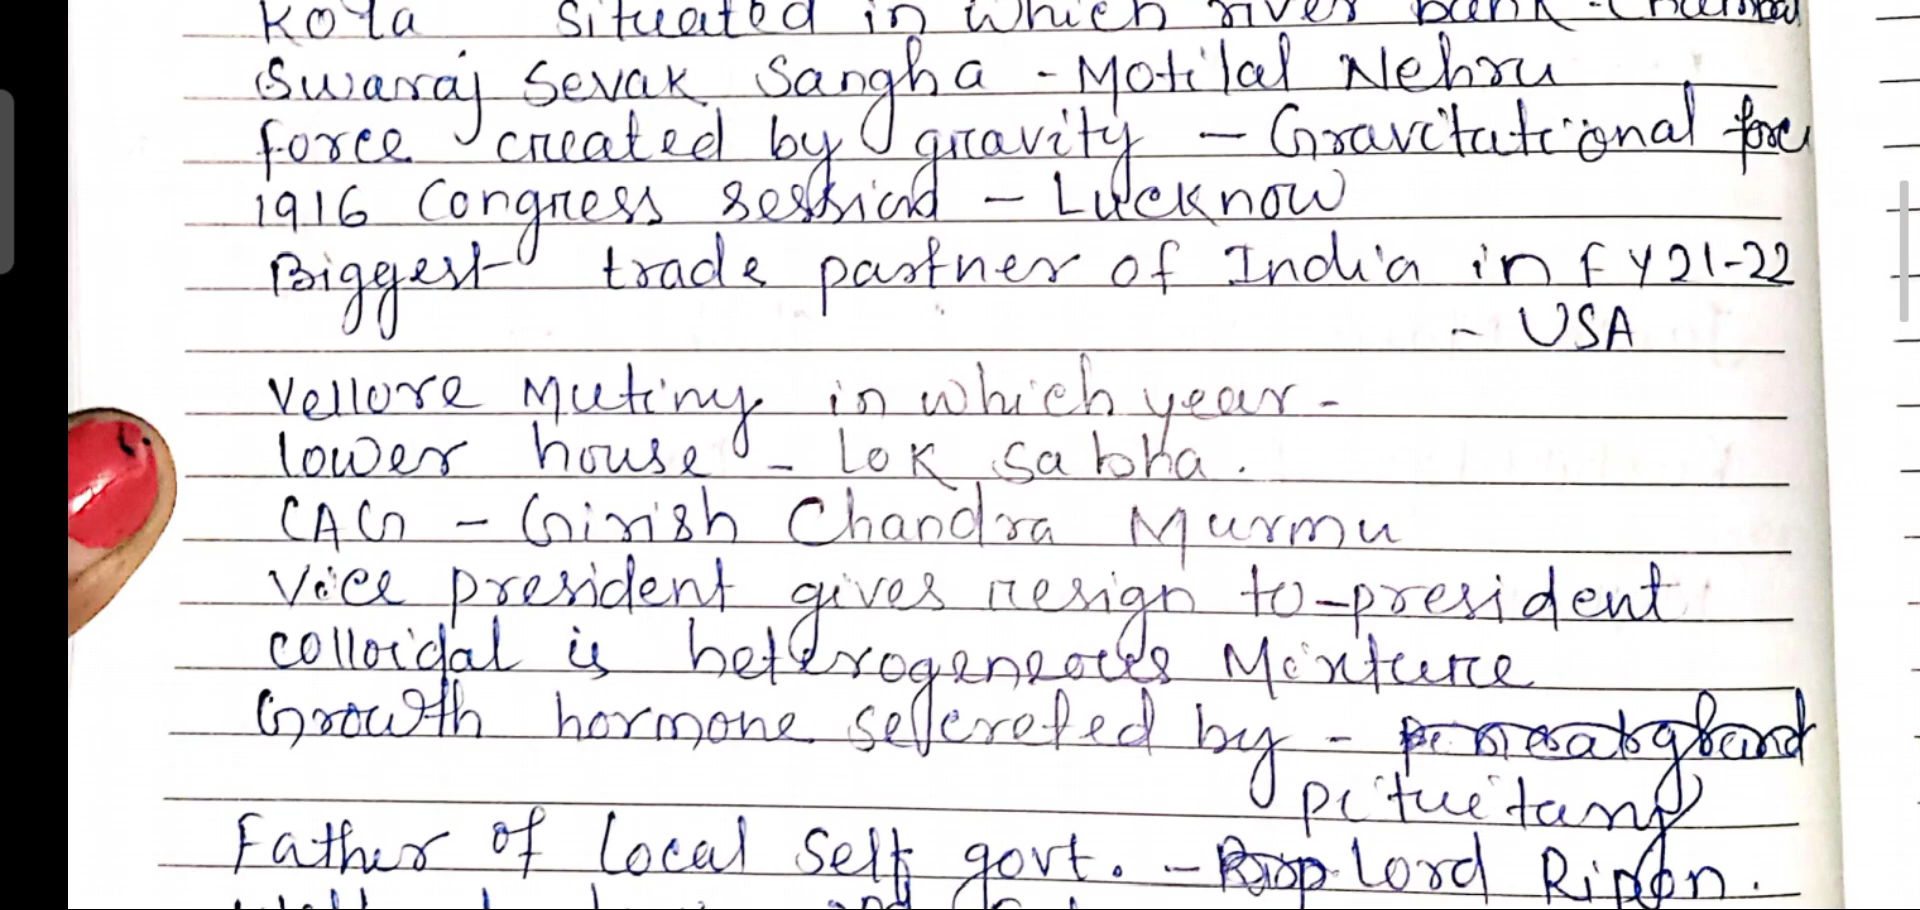 Kota situated in which river bank - Chambal
Swaraj Sevak Sangha - Motilal Nehru
force created by gravity - Gravitational force
1916 Congress session - Lucknow
Biggest trade partner of India in FY21-22
- USA
Vellore Mutiny in which year -
lower house - Lok Sabha.
CAG - Girish Chandra Murmu
Vice president gives resign to - president
colloidal is heterogeneous Mixture
Growth hormone secreted by -
pituitary
Father of local self govt. - Lord Ripon.